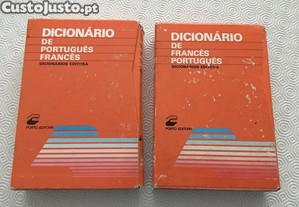 CustoJusto.pt
DICIONÁRIO
DE
PORTUGUÊS
FRANCÊS
DICIONÁRIOS EDITORA
PORTO EDITORA
DICIONÁRIO
DE
FRANCÊS
PORTUGUÊS
DICIONÁRIOS EDITORA
PORTO EDITORA